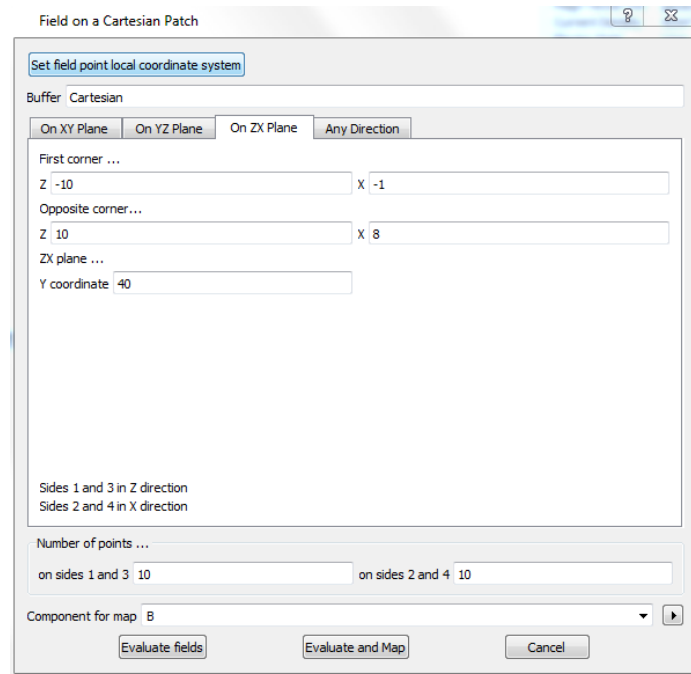 Field on a Cartesian Patch
Set field point local coordinate system
Buffer Cartesian
On XY Plane On YZ Plane On ZX Plane Any Direction
First corner ...
Z -10 X -1
Opposite corner...
Z 10 X 8
ZX plane ...
Y coordinate 40
Sides 1 and 3 in Z direction
Sides 2 and 4 in X direction
Number of points ...
on sides 1 and 3 10 on sides 2 and 4 10
Component for map B
Evaluate fields Evaluate and Map Cancel